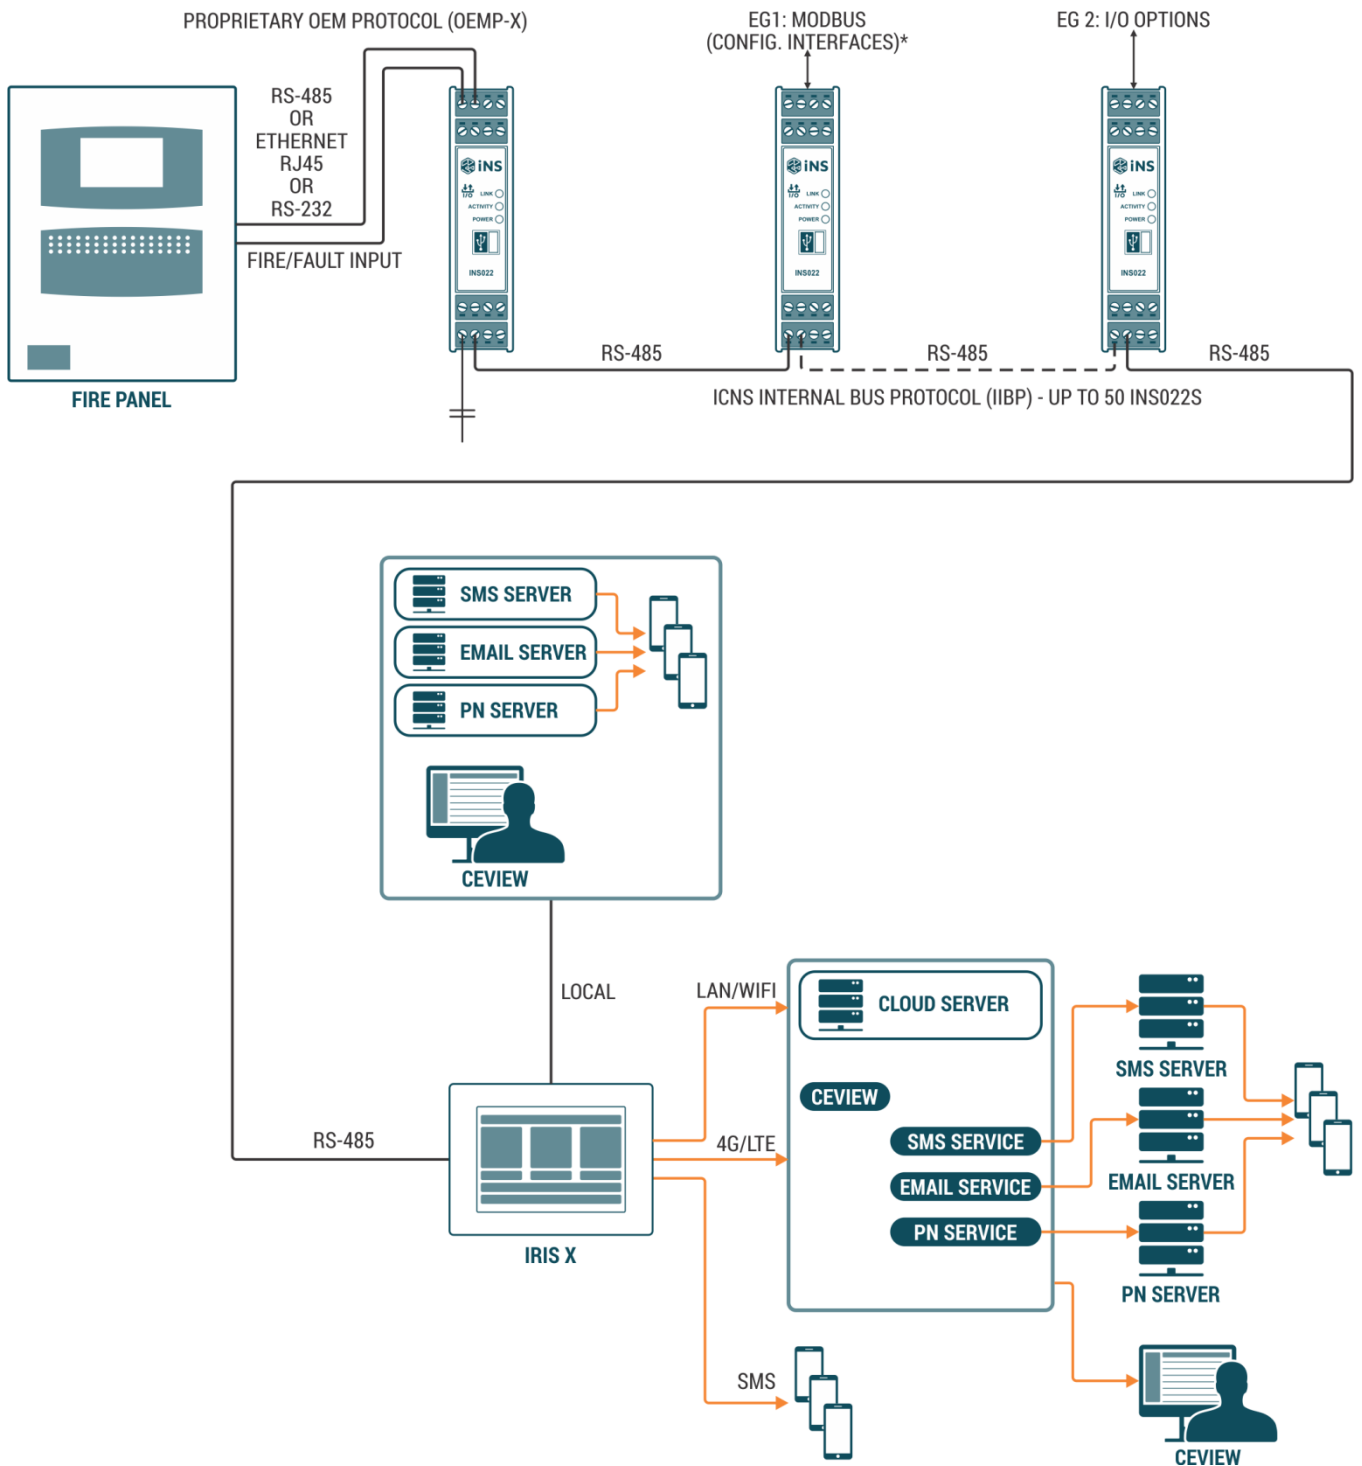 PROPRIETARY OEM PROTOCOL (OEMP-X)
EG1: MODBUS
(CONFIG. INTERFACES)*
EG 2: I/O OPTIONS
RS-485
OR
ETHERNET
RJ45
OR
RS-232
FIRE/FAULT INPUT
FIRE PANEL
iNS
I/O
LINK
ACTIVITY
POWER
INS022
iNS
I/O
LINK
ACTIVITY
POWER
INS022
iNS
I/O
LINK
ACTIVITY
POWER
INS022
RS-485
RS-485
RS-485
ICNS INTERNAL BUS PROTOCOL (IIBP) - UP TO 50 INS022S
SMS SERVER
EMAIL SERVER
PN SERVER
CEVIEW
LOCAL
LAN/WIFI
CLOUD SERVER
CEVIEW
SMS SERVICE
EMAIL SERVICE
PN SERVICE
SMS SERVER
EMAIL SERVER
PN SERVER
RS-485
4G/LTE
IRIS X
SMS
CEVIEW